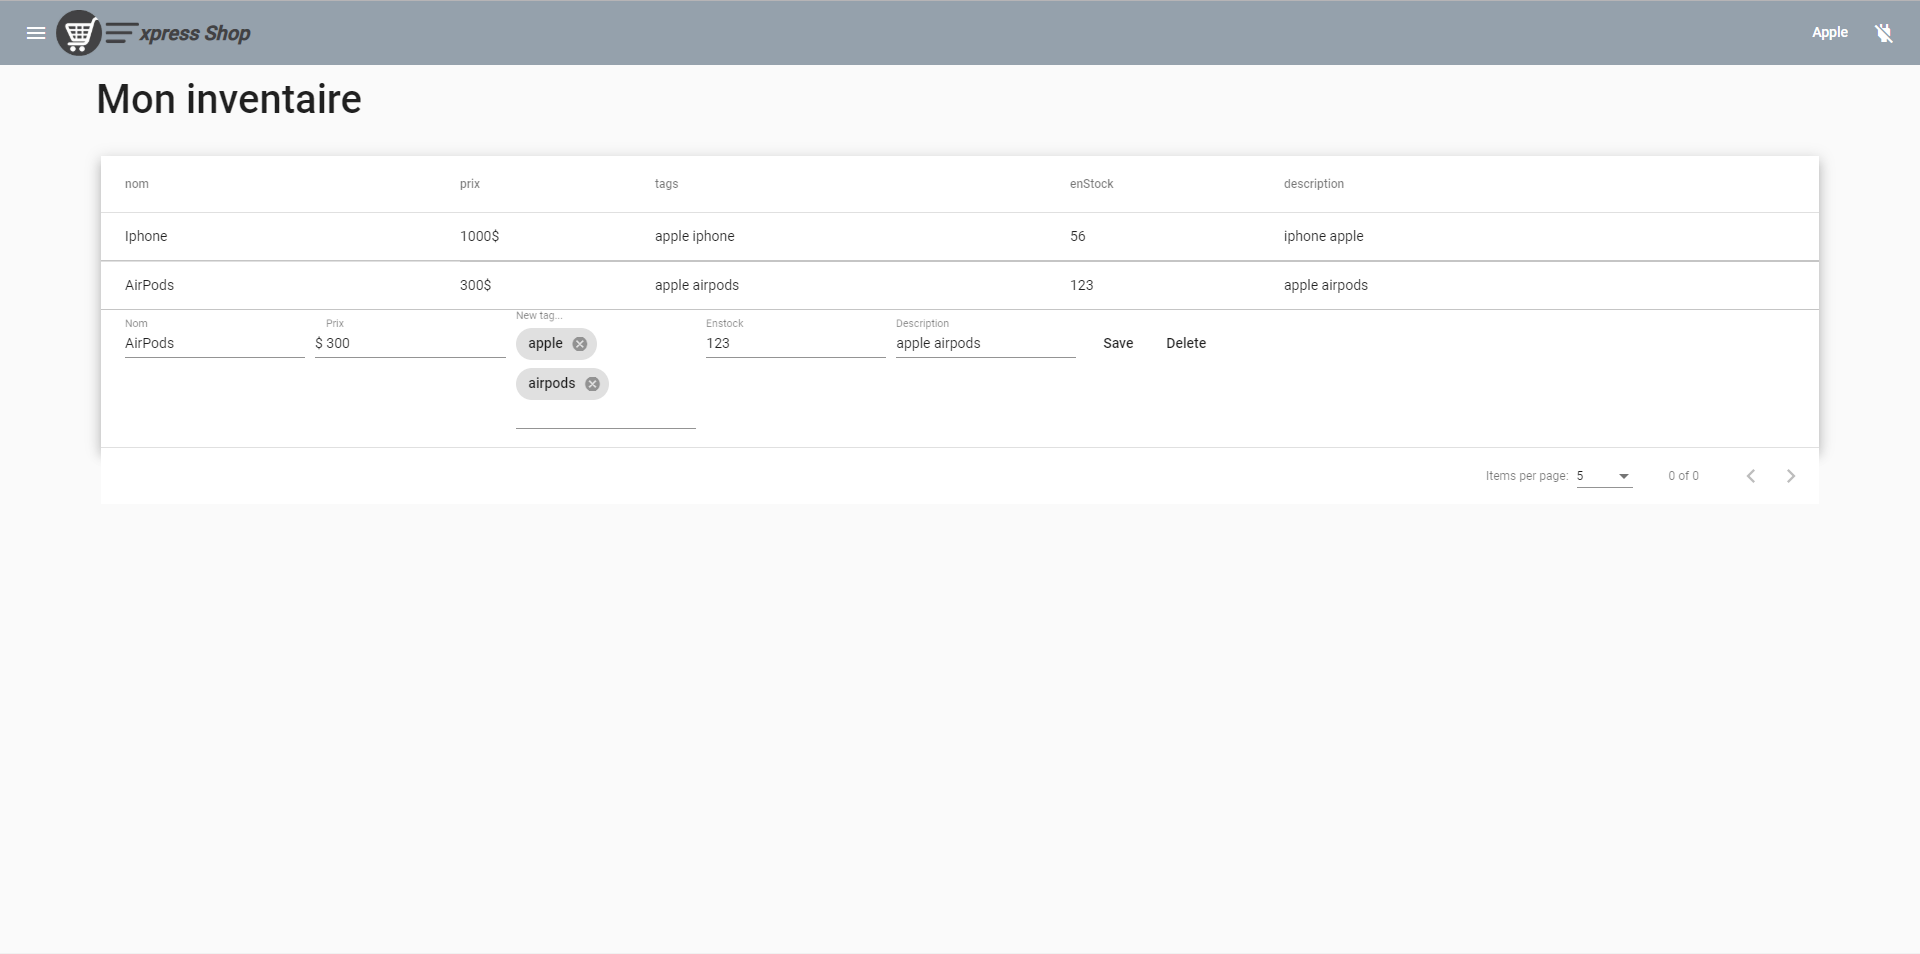 xpress Shop
Apple
Mon inventaire
nom prix tags enStock description
Iphone 1000$ apple iphone 56 iphone apple
AirPods 300$ apple airpods 123 apple airpods
Nom Prix New tag... Enstock Description
AirPods $ 300 apple 123 apple airpods Save Delete
airpods
Items per page: 5 0 of 0